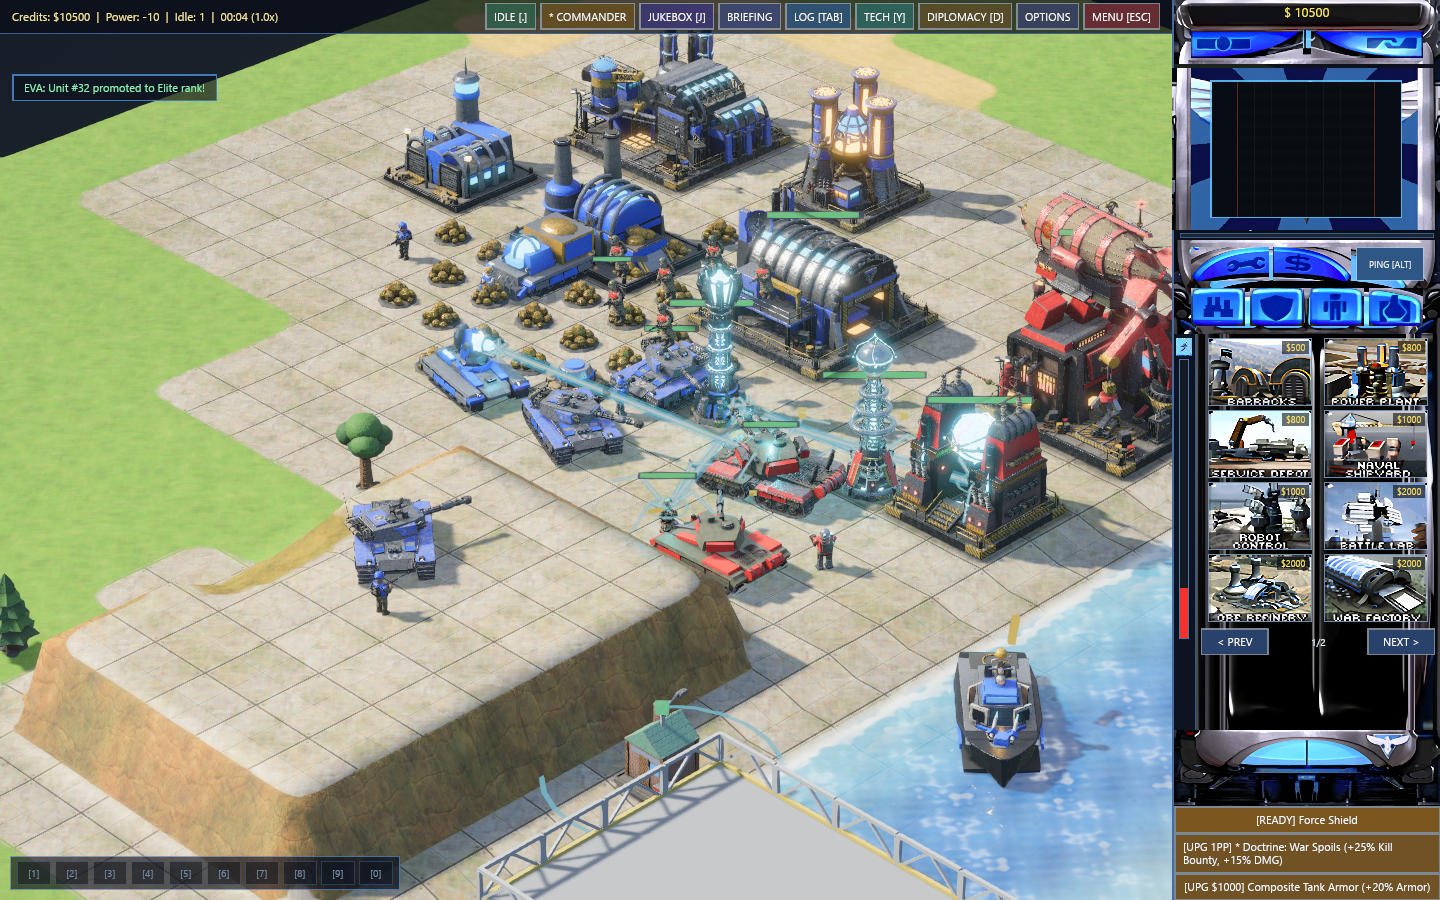 Credits: $10500 | Power: -10 | Idle: 1 | 00:04 (1.0x)
IDLE [,]
* COMMANDER
JUKEBOX [J]
BRIEFING
LOG [TAB]
TECH [Y]
DIPLOMACY [D]
OPTIONS
MENU [ESC]
$ 10500
EVA: Unit #32 promoted to Elite rank!
PING [ALT]
$500
BARRACKS
$800
POWER PLANT
$800
SERVICE DEPOT
$1000
NAVAL
SHIPYARD
$1000
ROBOT
CONTROL
$2000
BATTLE LAB
$2000
ORE REFINERY
$2000
WAR FACTORY
< PREV
1/2
NEXT >
[READY] Force Shield
[UPG 1PP] * Doctrine: War Spoils (+25% Kill
Bounty, +15% DMG)
[UPG $1000] Composite Tank Armor (+20% Armor)
[1]
[2]
[3]
[4]
[5]
[6]
[7]
[8]
[9]
[0]